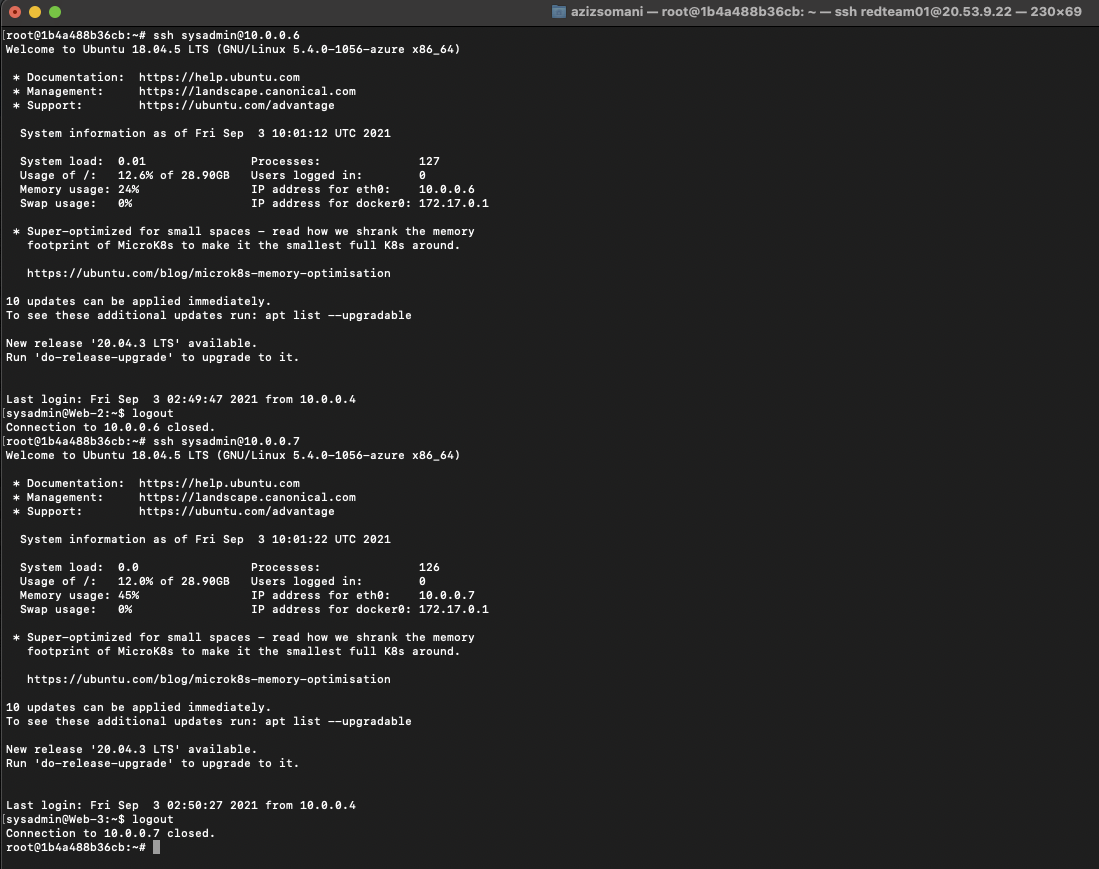 azizsomani — root@1b4a488b36cb: ~ — ssh redteam01@20.53.9.22 — 230×69
[root@1b4a488b36cb:~# ssh sysadmin@10.0.0.6
Welcome to Ubuntu 18.04.5 LTS (GNU/Linux 5.4.0-1056-azure x86_64)
* Documentation:  https://help.ubuntu.com
* Management:     https://landscape.canonical.com
* Support:        https://ubuntu.com/advantage
System information as of Fri Sep  3 10:01:12 UTC 2021
System load:  0.01               Processes:              127
Usage of /:   12.6% of 28.90GB   Users logged in:        0
Memory usage: 24%                IP address for eth0:    10.0.0.6
Swap usage:   0%                 IP address for docker0: 172.17.0.1
* Super-optimized for small spaces - read how we shrank the memory
footprint of MicroK8s to make it the smallest full K8s around.
https://ubuntu.com/blog/microk8s-memory-optimisation
10 updates can be applied immediately.
To see these additional updates run: apt list --upgradable
New release '20.04.3 LTS' available.
Run 'do-release-upgrade' to upgrade to it.
Last login: Fri Sep  3 02:49:47 2021 from 10.0.0.4
[sysadmin@Web-2:~$ logout
Connection to 10.0.0.6 closed.
[root@1b4a488b36cb:~# ssh sysadmin@10.0.0.7
Welcome to Ubuntu 18.04.5 LTS (GNU/Linux 5.4.0-1056-azure x86_64)
* Documentation:  https://help.ubuntu.com
* Management:     https://landscape.canonical.com
* Support:        https://ubuntu.com/advantage
System information as of Fri Sep  3 10:01:22 UTC 2021
System load:  0.0                Processes:              126
Usage of /:   12.0% of 28.90GB   Users logged in:        0
Memory usage: 45%                IP address for eth0:    10.0.0.7
Swap usage:   0%                 IP address for docker0: 172.17.0.1
* Super-optimized for small spaces - read how we shrank the memory
footprint of MicroK8s to make it the smallest full K8s around.
https://ubuntu.com/blog/microk8s-memory-optimisation
10 updates can be applied immediately.
To see these additional updates run: apt list --upgradable
New release '20.04.3 LTS' available.
Run 'do-release-upgrade' to upgrade to it.
Last login: Fri Sep  3 02:50:27 2021 from 10.0.0.4
[sysadmin@Web-3:~$ logout
Connection to 10.0.0.7 closed.
root@1b4a488b36cb:~#